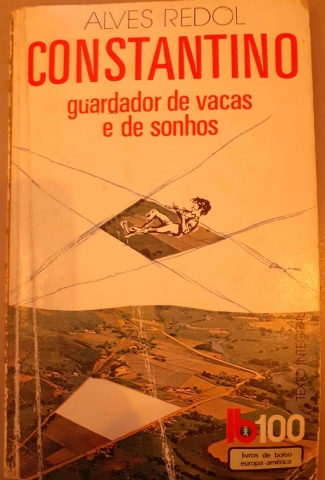 ALVES REDOL
CONSTANTINO
guardador de vacas
e de sonhos
TEXTO INTEGRAL
lb100
livros de bolso
europa-américa